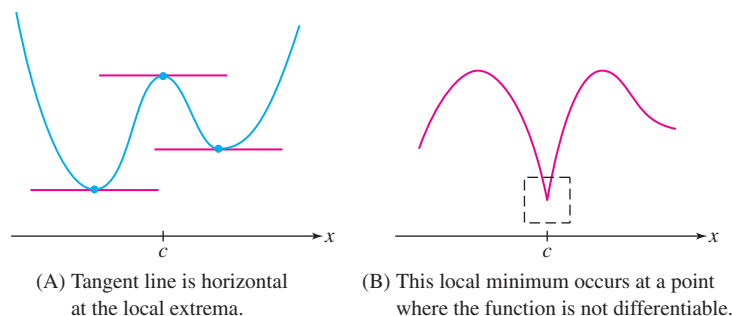 x
c
(A) Tangent line is horizontal
at the local extrema.
x
c
(B) This local minimum occurs at a point
where the function is not differentiable.